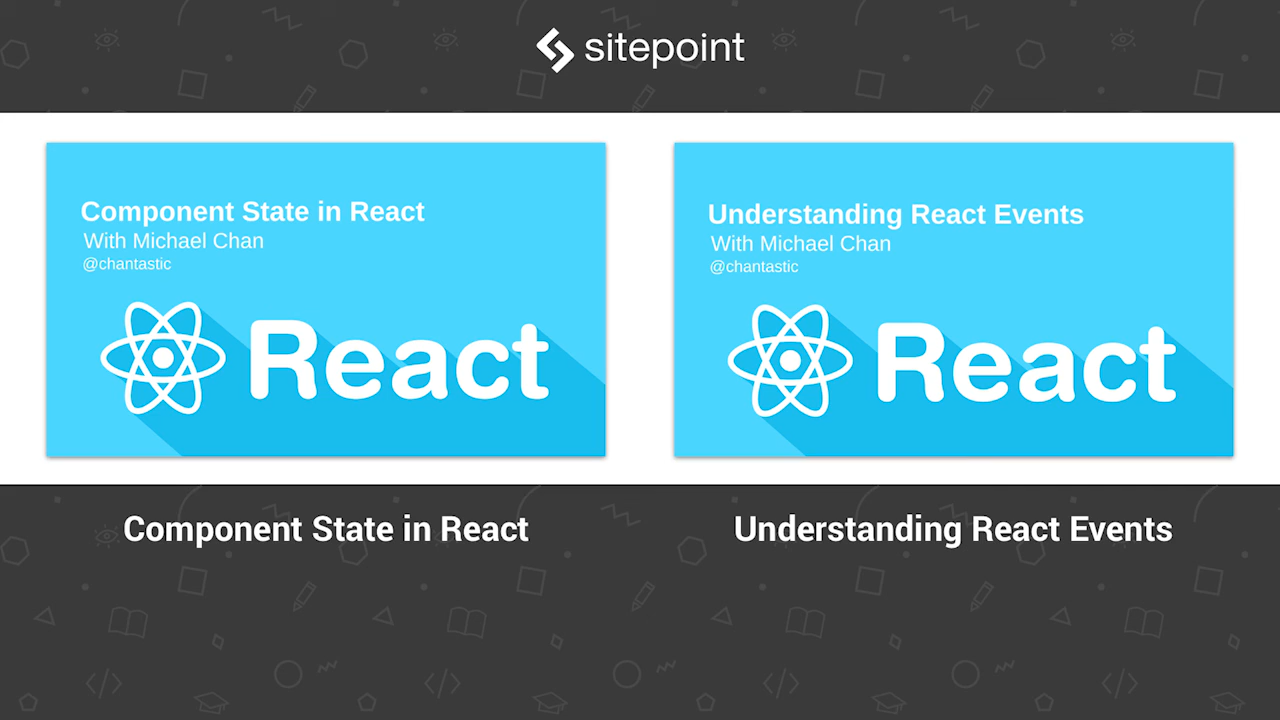 sitepoint
Component State in React
With Michael Chan
@chantastic
React
Understanding React Events
With Michael Chan
@chantastic
React
Component State in React
Understanding React Events